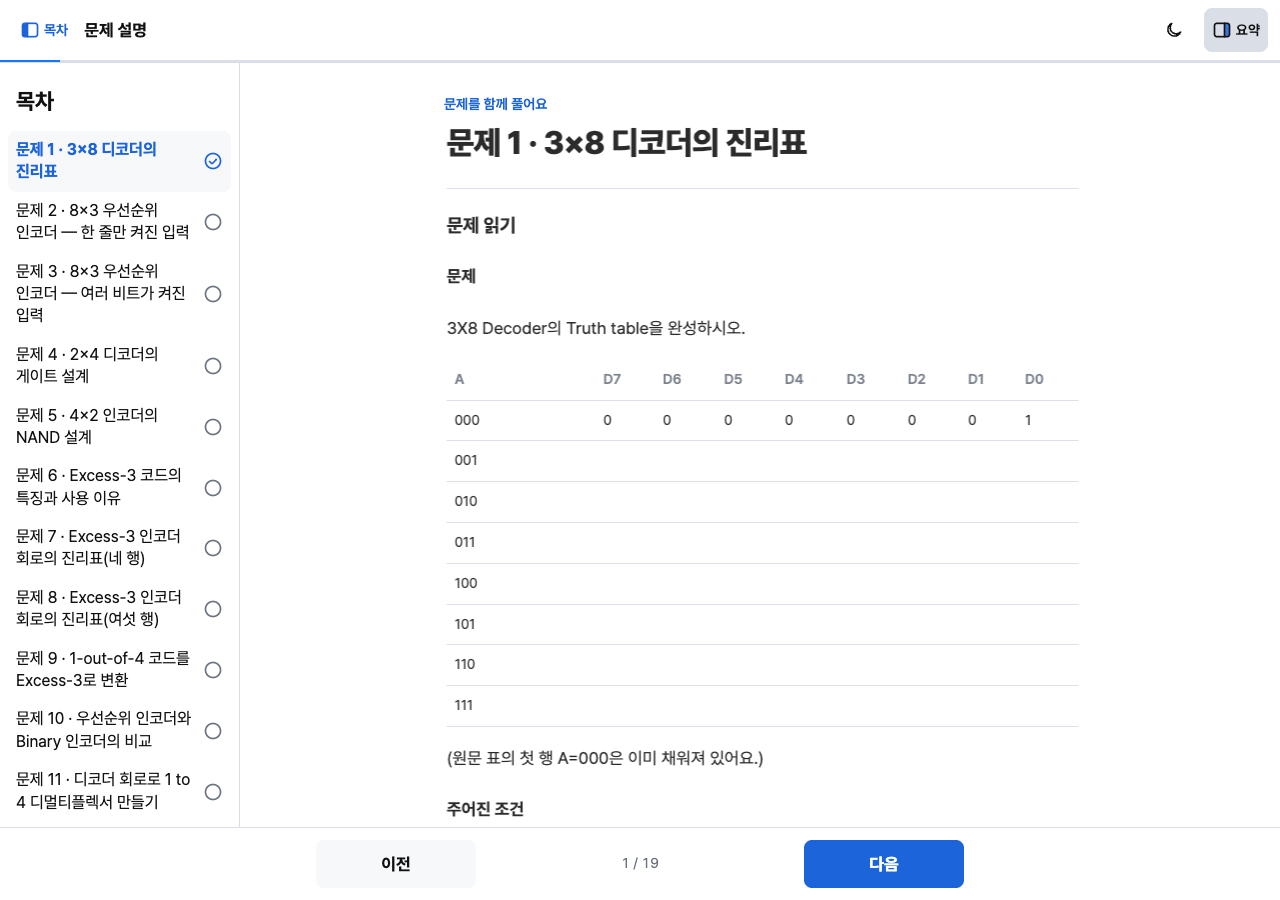 목차 문제 설명 요약
목차
문제 1 · 3×8 디코더의
진리표
문제 2 · 8×3 우선순위
인코더 — 한 줄만 켜진 입력
문제 3 · 8×3 우선순위
인코더 — 여러 비트가 켜진
입력
문제 4 · 2×4 디코더의
게이트 설계
문제 5 · 4×2 인코더의
NAND 설계
문제 6 · Excess-3 코드의
특징과 사용 이유
문제 7 · Excess-3 인코더
회로의 진리표(네 행)
문제 8 · Excess-3 인코더
회로의 진리표(여섯 행)
문제 9 · 1-out-of-4 코드를
Excess-3로 변환
문제 10 · 우선순위 인코더와
Binary 인코더의 비교
문제 11 · 디코더 회로로 1 to
4 디멀티플렉서 만들기
문제를 함께 풀어요
문제 1 · 3×8 디코더의 진리표
문제 읽기
문제
3X8 Decoder의 Truth table을 완성하시오.
A D7 D6 D5 D4 D3 D2 D1 D0
000 0 0 0 0 0 0 0 1
001
010
011
100
101
110
111
(원문 표의 첫 행 A=000은 이미 채워져 있어요.)
주어진 조건
이전 1 / 19 다음